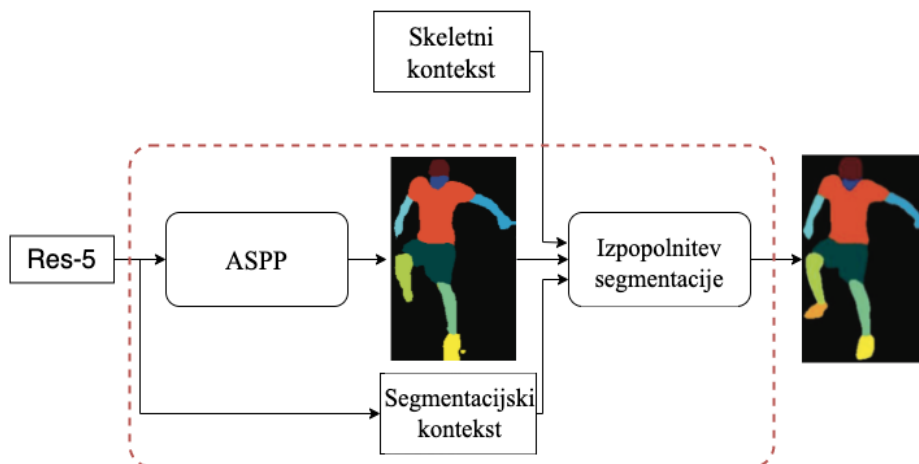 Skeletni
kontekst
Res-5
ASPP
Izpopolnitev
segmentacije
Segmentacijski
kontekst